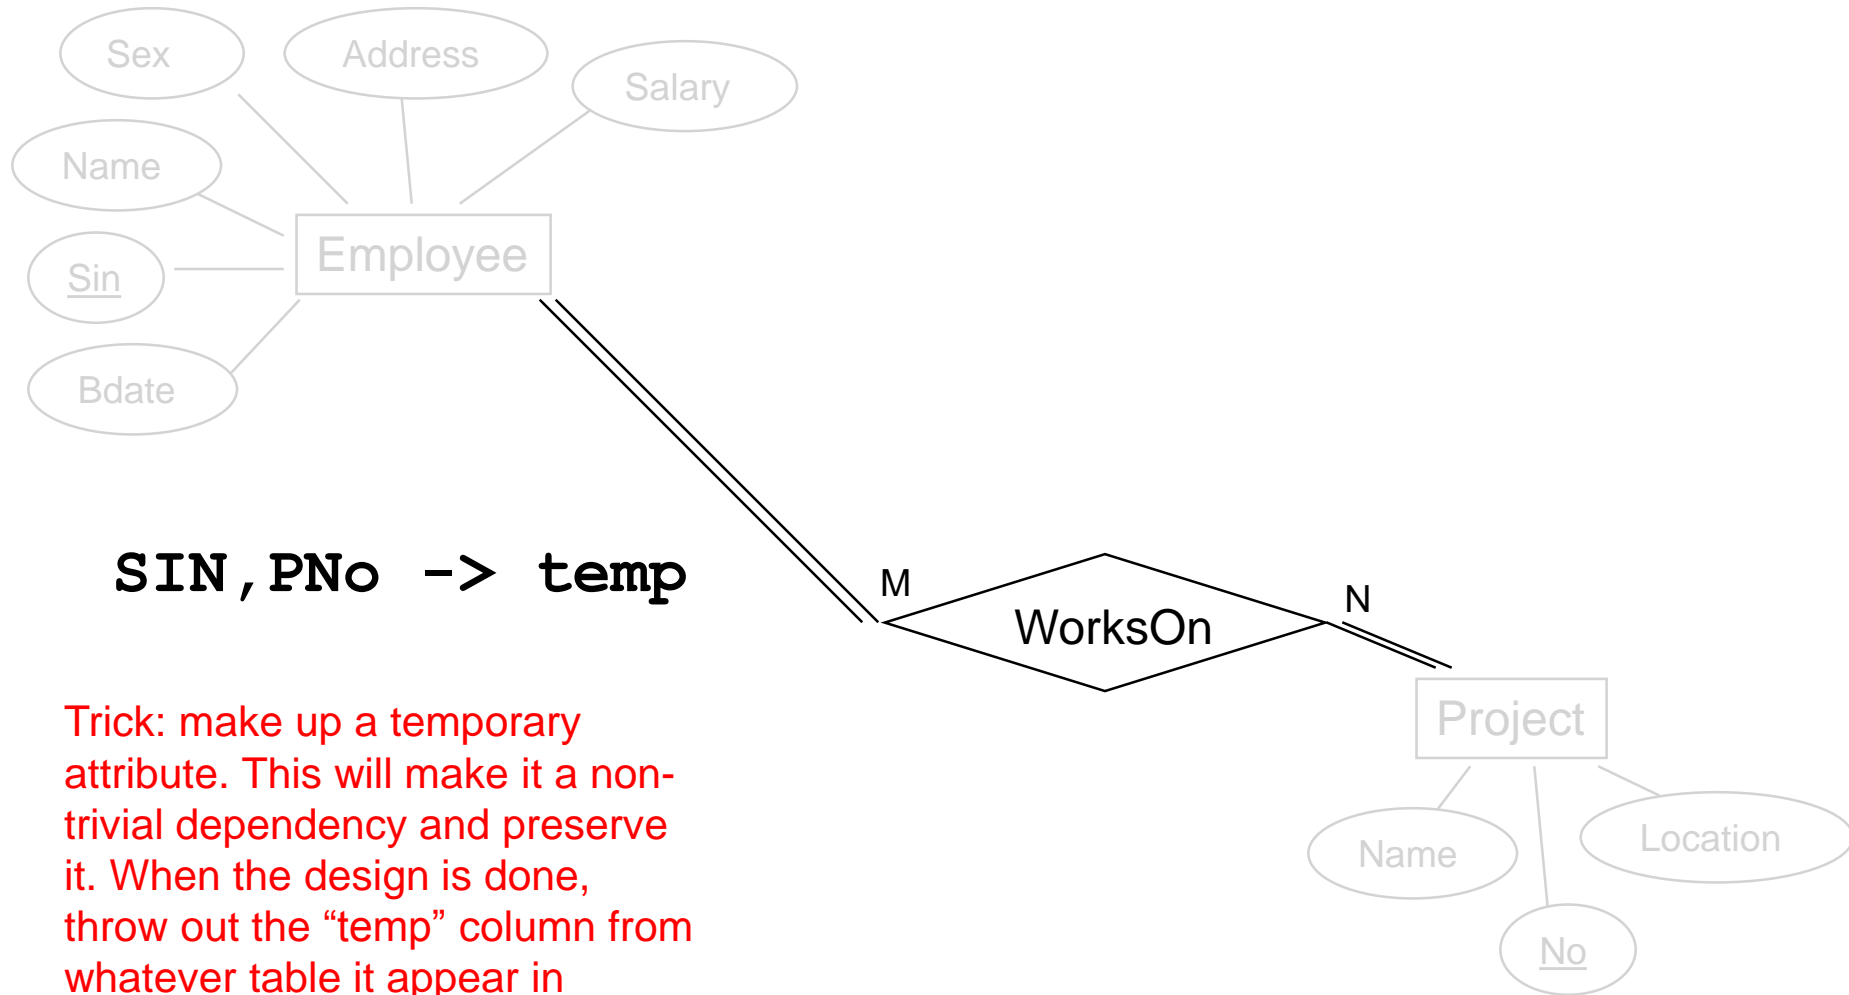 Sex
Address
Salary
Name
Employee
Sin
Bdate
SIN,PNo -> temp
M
WorksOn
N
Trick: make up a temporary
attribute. This will make it a non-
trivial dependency and preserve
it. When the design is done,
throw out the “temp” column from
whatever table it appear in
Project
Name
Location
No